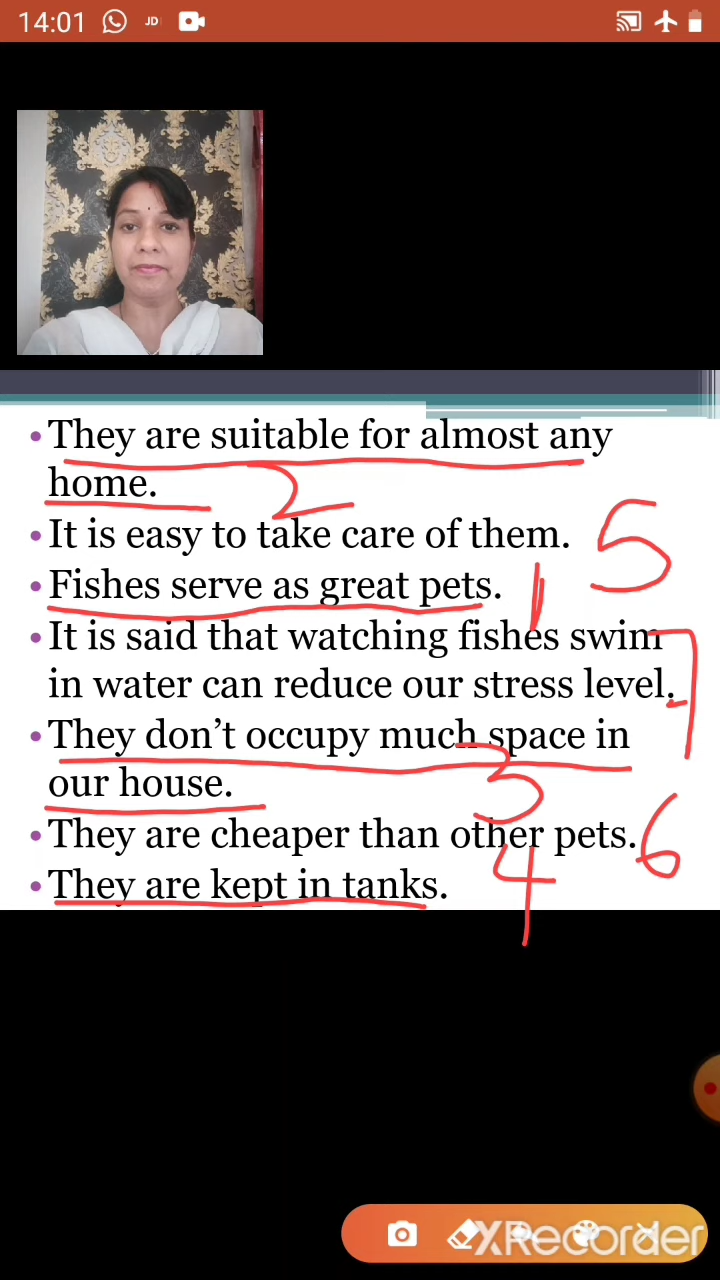 14:01 JD
•They are suitable for almost any
home. 2
•It is easy to take care of them. 5
•Fishes serve as great pets. 1
•It is said that watching fishes swim
in water can reduce our stress level. 7
•They don’t occupy much space in
our house. 3
•They are cheaper than other pets. 6
•They are kept in tanks. 4
XRecorder